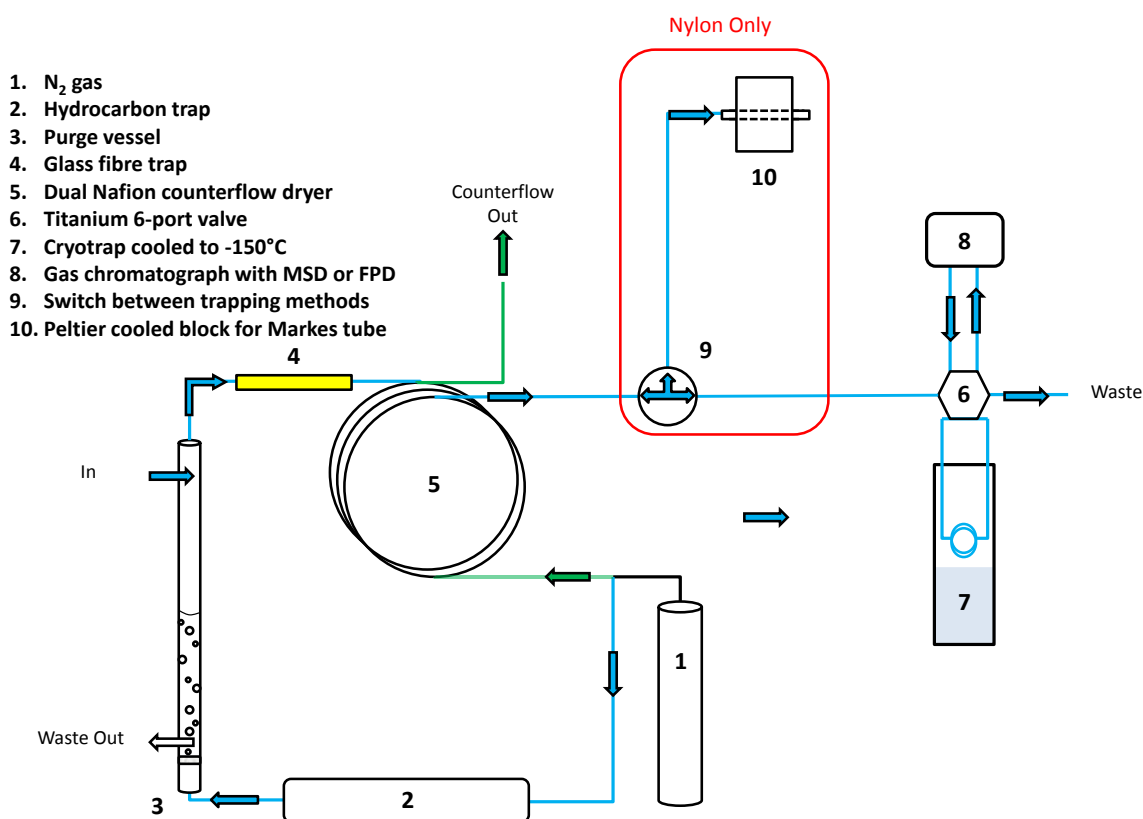 Nylon Only
1. N₂ gas
2. Hydrocarbon trap
3. Purge vessel
4. Glass fibre trap
5. Dual Nafion counterflow dryer
6. Titanium 6-port valve
7. Cryotrap cooled to -150°C
8. Gas chromatograph with MSD or FPD
9. Switch between trapping methods
10. Peltier cooled block for Markes tube
10
Counterflow
Out
8
4
9
6
Waste
In
5
7
1
Waste Out
2
3